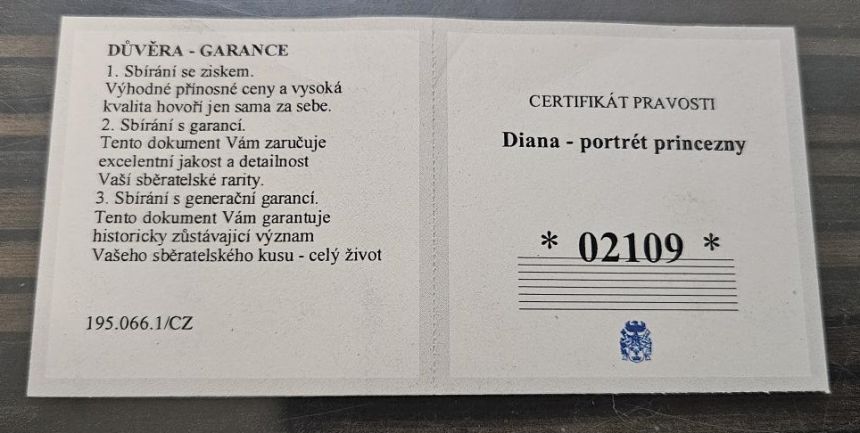 DŮVĚRA - GARANCE
1. Sbírání se ziskem.
Výhodné přínosné ceny a vysoká
kvalita hovoří jen sama za sebe.
2. Sbírání s garancí.
Tento dokument Vám zaručuje
excelentní jakost a detailnost
Vaší sběratelské rarity.
3. Sbírání s generační garancí.
Tento dokument Vám garantuje
historicky zůstávající význam
Vašeho sběratelského kusu - celý život
195.066.1/CZ
CERTIFIKÁT PRAVOSTI
Diana - portrét princezny
* 02109 *